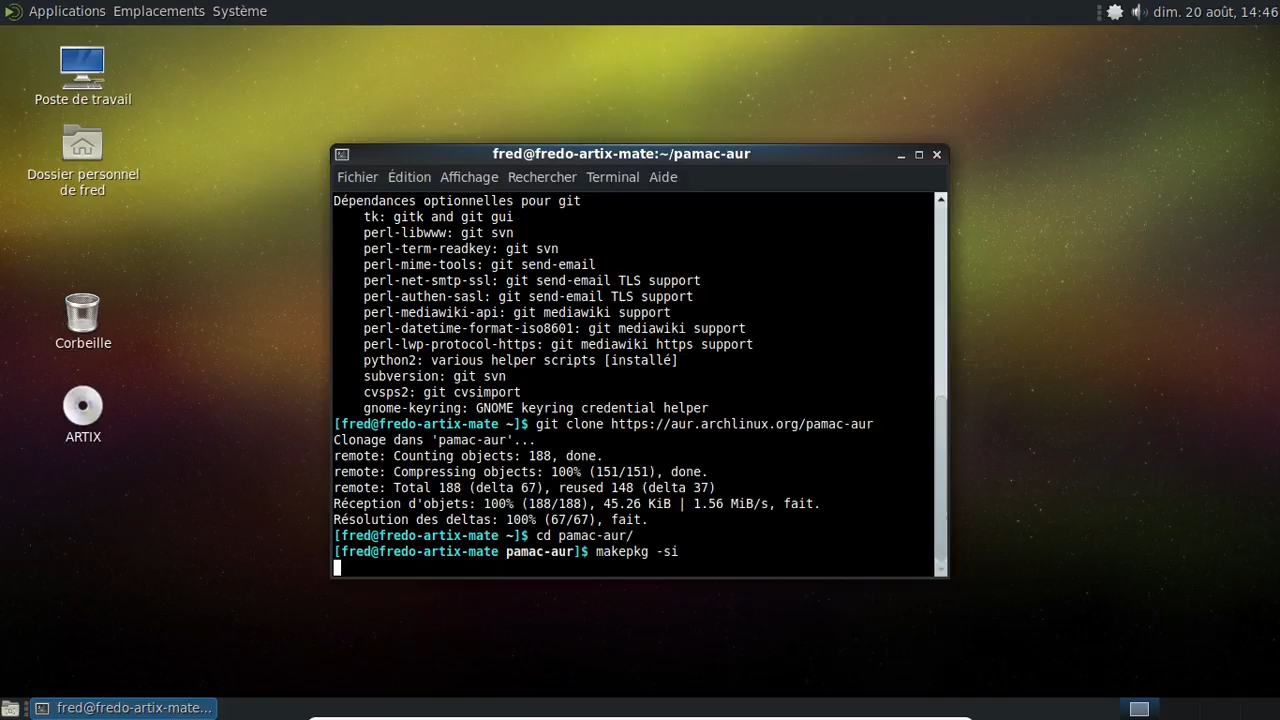 Applications Emplacements Système
dim. 20 août, 14:46
Poste de travail
Dossier personnel
de fred
Corbeille
ARTIX
fred@fredo-artix-mate:~/pamac-aur
Fichier Édition Affichage Rechercher Terminal Aide
Dépendances optionnelles pour git
tk: gitk and git gui
perl-libwww: git svn
perl-term-readkey: git svn
perl-mime-tools: git send-email
perl-net-smtp-ssl: git send-email TLS support
perl-authen-sasl: git send-email TLS support
perl-mediawiki-api: git mediawiki support
perl-datetime-format-iso8601: git mediawiki support
perl-lwp-protocol-https: git mediawiki https support
python2: various helper scripts [installé]
subversion: git svn
cvsps2: git cvsimport
gnome-keyring: GNOME keyring credential helper
[fred@fredo-artix-mate ~]$ git clone https://aur.archlinux.org/pamac-aur
Clonage dans 'pamac-aur'...
remote: Counting objects: 188, done.
remote: Compressing objects: 100% (151/151), done.
remote: Total 188 (delta 67), reused 148 (delta 37)
Réception d'objets: 100% (188/188), 45.26 KiB | 1.56 MiB/s, fait.
Résolution des deltas: 100% (67/67), fait.
[fred@fredo-artix-mate ~]$ cd pamac-aur/
[fred@fredo-artix-mate pamac-aur]$ makepkg -si
fred@fredo-artix-mate...